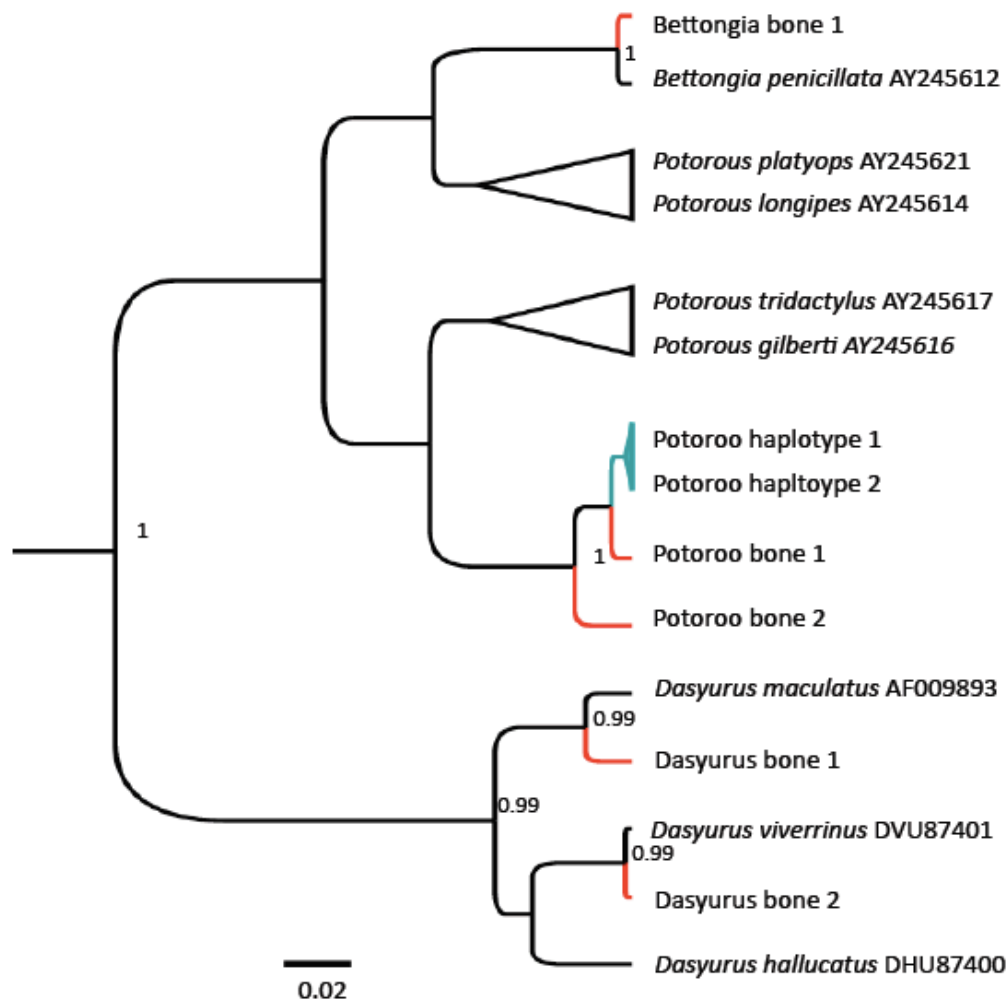 Bettongia bone 1
1
Bettongia penicillata AY245612
Potorous platyops AY245621
Potorous longipes AY245614
Potorous tridactylus AY245617
Potorous gilberti AY245616
Potoroo haplotype 1
Potoroo hapltoype 2
1
Potoroo bone 1
1
Potoroo bone 2
Dasyurus maculatus AF009893
0.99
Dasyurus bone 1
0.99
Dasyurus viverrinus DVU87401
0.99
Dasyurus bone 2
Dasyurus hallucatus DHU87400
0.02